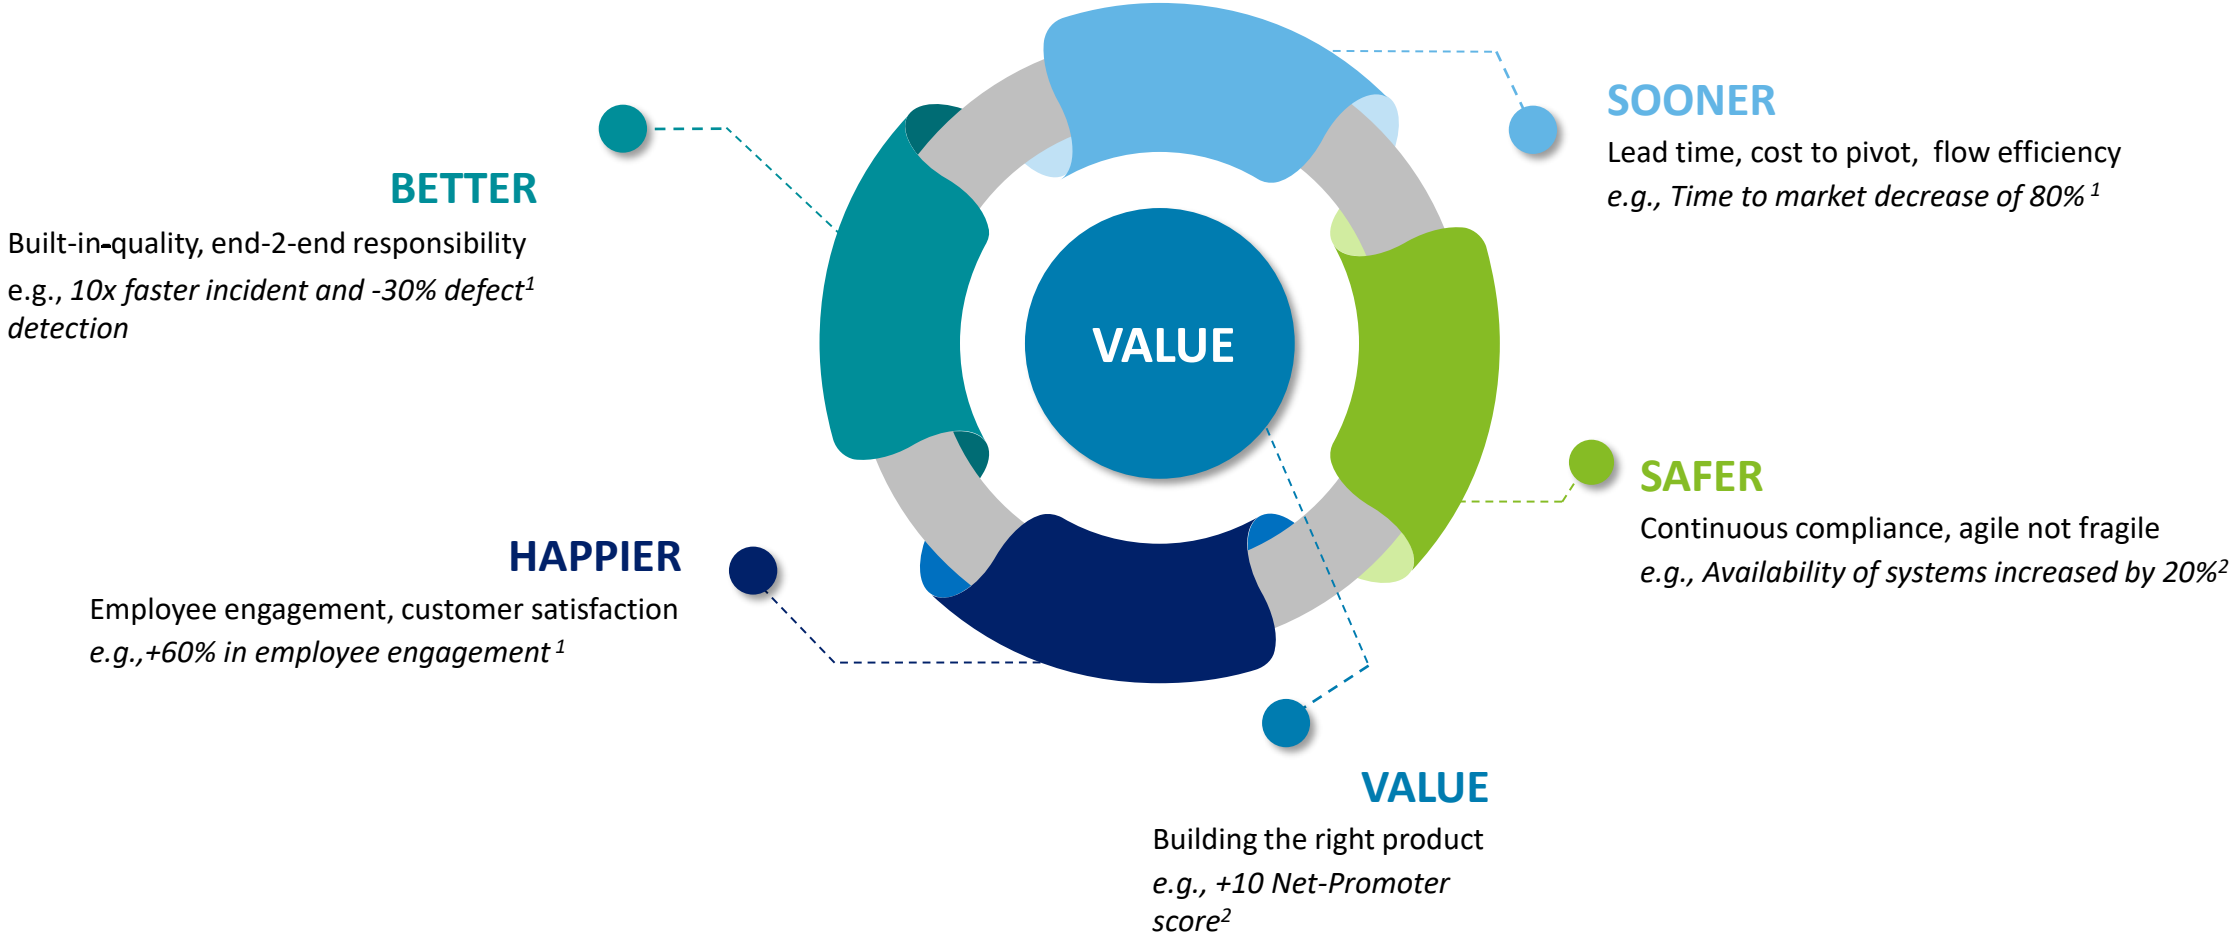 SOONER
Lead time, cost to pivot, flow efficiency
e.g., Time to market decrease of 80% 1
BETTER
Built-in-quality, end-2-end responsibility
e.g., 10x faster incident and -30% defect1
detection
VALUE
SAFER
Continuous compliance, agile not fragile
e.g., Availability of systems increased by 20%2
HAPPIER
Employee engagement, customer satisfaction
e.g.,+60% in employee engagement 1
VALUE
Building the right product
e.g., +10 Net-Promoter
score2